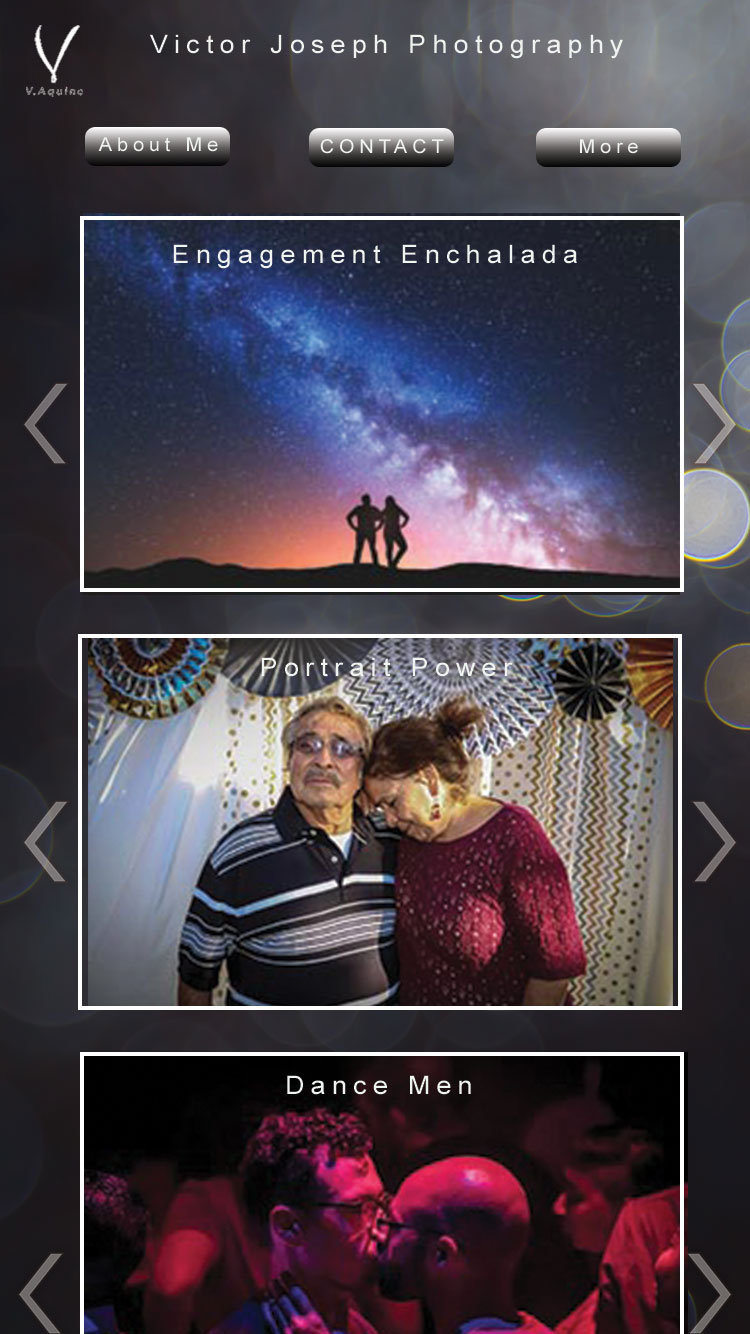 Victor Joseph Photography
V.Aquino
About Me
CONTACT
More
Engagement Enchalada
Portrait Power
Dance Men